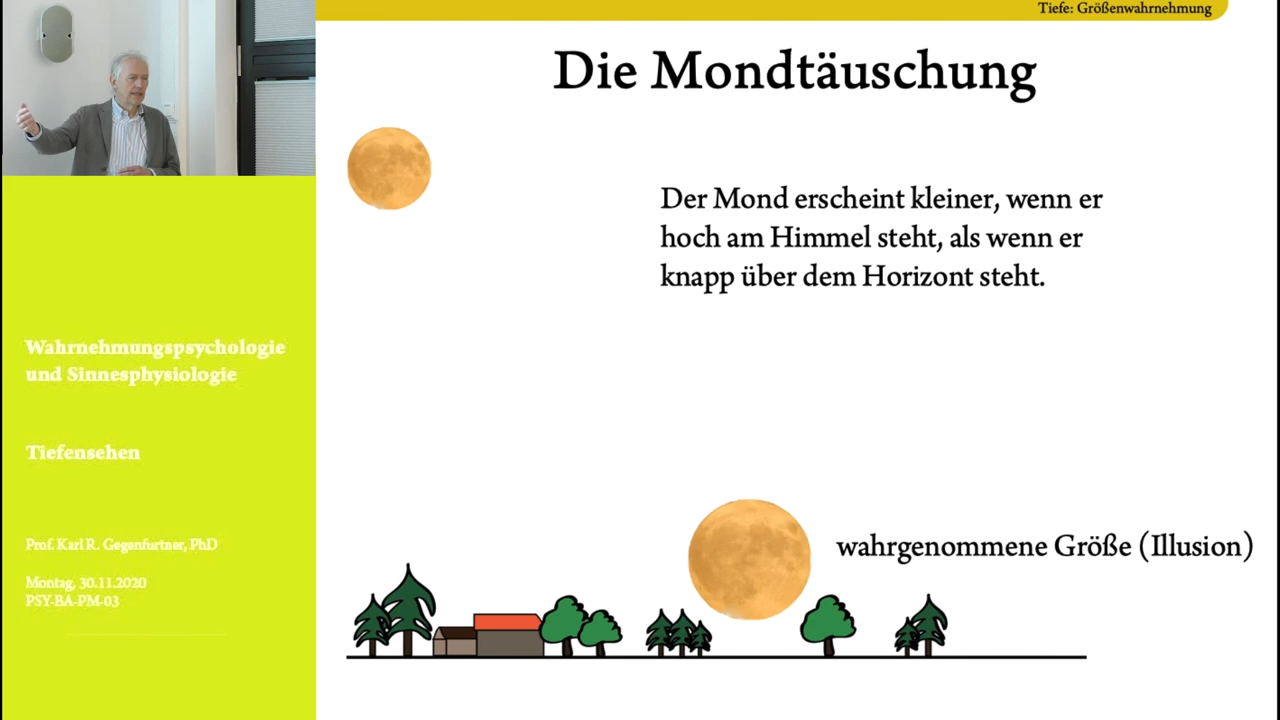 Tiefe: Größenwahrnehmung
Die Mondtäuschung
Der Mond erscheint kleiner, wenn er
hoch am Himmel steht, als wenn er
knapp über dem Horizont steht.
wahrgenommene Größe (Illusion)
Wahrnehmungspsychologie
und Sinnesphysiologie
Tiefensehen
Prof. Karl R. Gegenfurtner, PhD
Montag, 30.11.2020
PSY-BA-PM-03